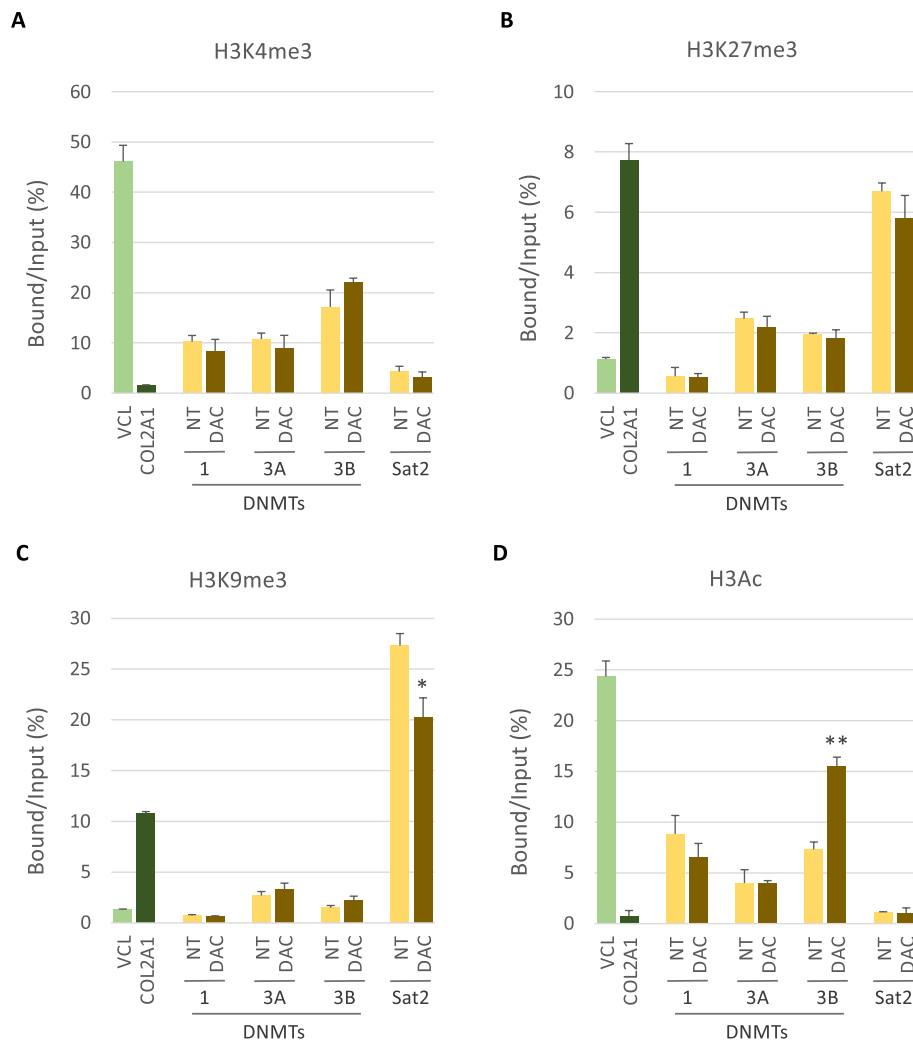 A
H3K4me3
Bound/Input (%)
60
50
40
30
20
10
0
VCL
COL2A1
NT
DAC
NT
DAC
NT
DAC
NT
DAC
1
3A
3B
Sat2
DNMTs
B
H3K27me3
Bound/Input (%)
10
8
6
4
2
0
VCL
COL2A1
NT
DAC
NT
DAC
NT
DAC
NT
DAC
1
3A
3B
Sat2
DNMTs
C
H3K9me3
Bound/Input (%)
30
25
20
15
10
5
0
*
VCL
COL2A1
NT
DAC
NT
DAC
NT
DAC
NT
DAC
1
3A
3B
Sat2
DNMTs
D
H3Ac
Bound/Input (%)
30
25
20
15
10
5
0
**
VCL
COL2A1
NT
DAC
NT
DAC
NT
DAC
NT
DAC
1
3A
3B
Sat2
DNMTs